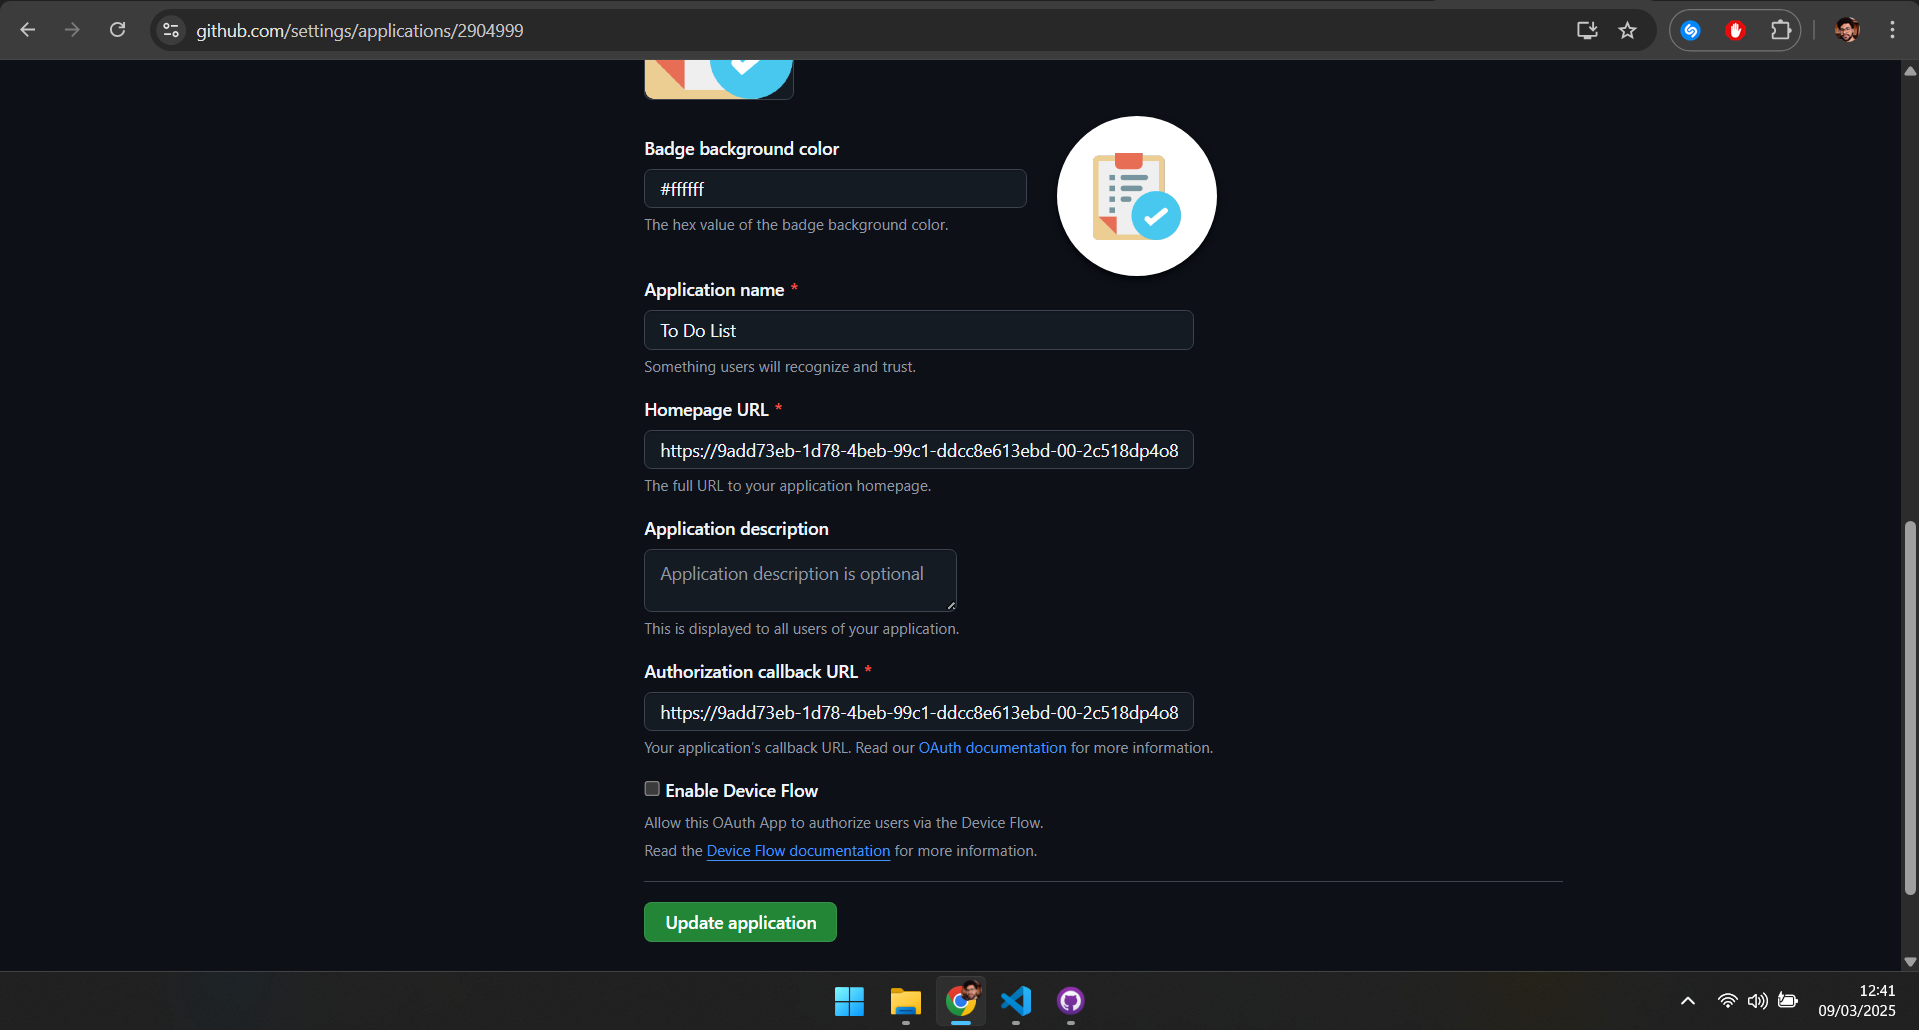 github.com/settings/applications/2904999
Badge background color
#ffffff
The hex value of the badge background color.
Application name *
To Do List
Something users will recognize and trust.
Homepage URL *
https://9add73eb-1d78-4beb-99c1-ddcc8e613ebd-00-2c518dp4o8
The full URL to your application homepage.
Application description
Application description is optional
This is displayed to all users of your application.
Authorization callback URL *
https://9add73eb-1d78-4beb-99c1-ddcc8e613ebd-00-2c518dp4o8
Your application's callback URL. Read our OAuth documentation for more information.
Enable Device Flow
Allow this OAuth App to authorize users via the Device Flow.
Read the Device Flow documentation for more information.
Update application
12:41
09/03/2025